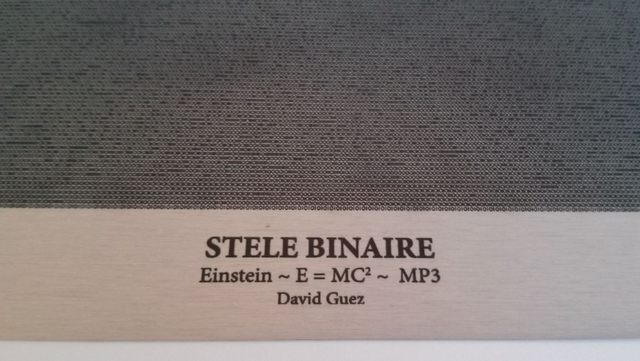 STELE BINAIRE
Einstein ~ E = MC² ~ MP3
David Guez